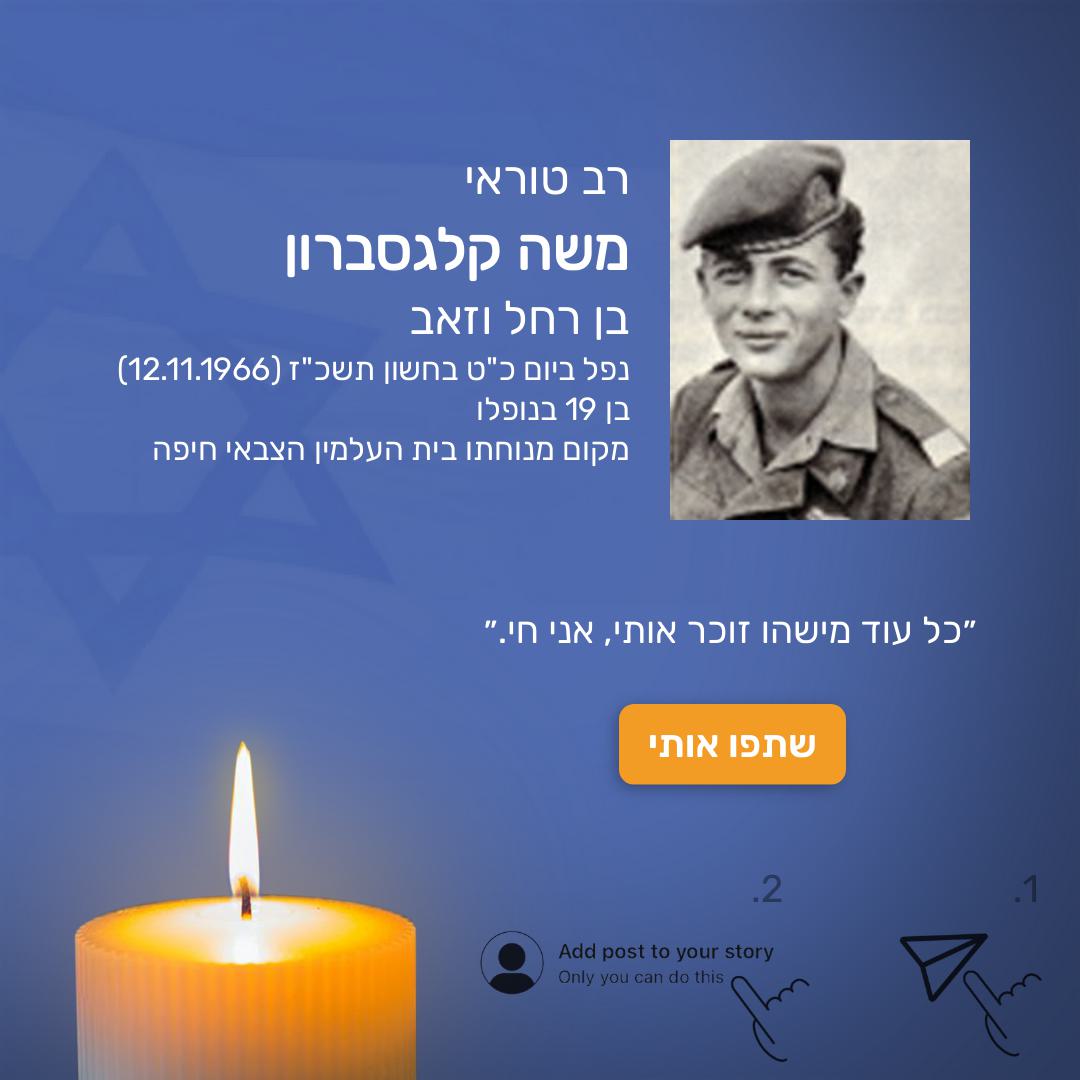 רב טוראי
משה קלגסברון
בן רחל וזאב
נפל ביום כ"ט בחשון תשכ"ז (12.11.1966)
בן 19 בנופלו
מקום מנוחתו בית העלמין הצבאי חיפה
״כל עוד מישהו זוכר אותי, אני חי.״
שתפו אותי
1.
2.
Add post to your story
Only you can do this